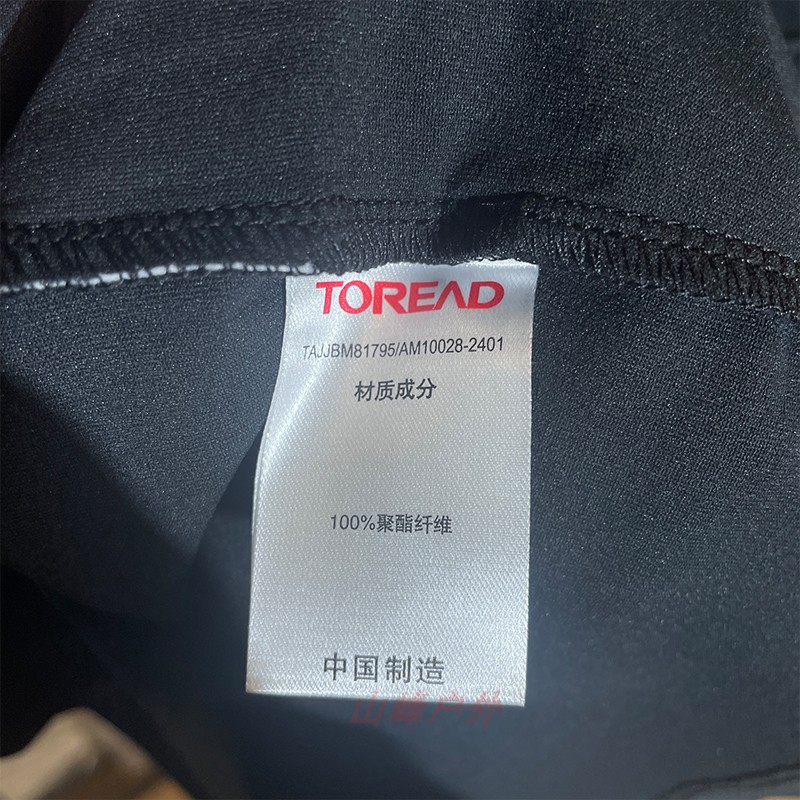 TOREAD
TAJJBM81795/AM10028-2401
材质成分
100%聚酯纤维
中国制造
山峰户外